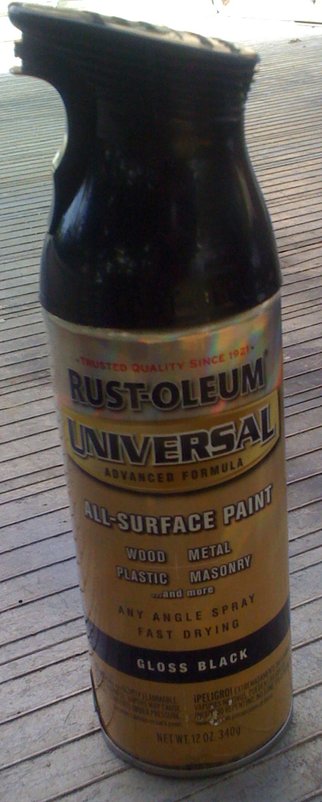 •TRUSTED QUALITY SINCE 1921•
RUST-OLEUM®
UNIVERSAL
ADVANCED FORMULA
ALL-SURFACE PAINT
WOOD METAL
PLASTIC MASONRY
...and more
ANY ANGLE SPRAY
FAST DRYING
GLOSS BLACK
¡PELIGRO!
NET WT 12 OZ. 340g